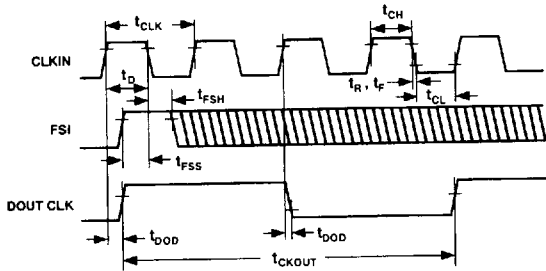 tCLK
tCH
CLKIN
tD
tR , tF
tCL
tFSH
FSI
tFSS
DOUT CLK
tDOD
tDOD
tCKOUT